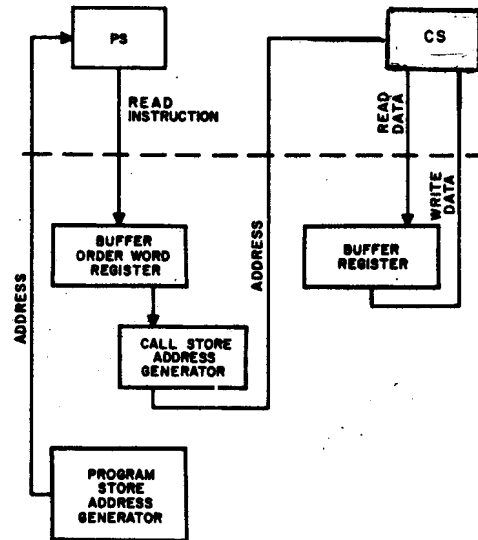 PS
CS
READ
INSTRUCTION
READ
DATA
WRITE
DATA
ADDRESS
ADDRESS
BUFFER
ORDER WORD
REGISTER
BUFFER
REGISTER
CALL STORE
ADDRESS
GENERATOR
PROGRAM
STORE
ADDRESS
GENERATOR